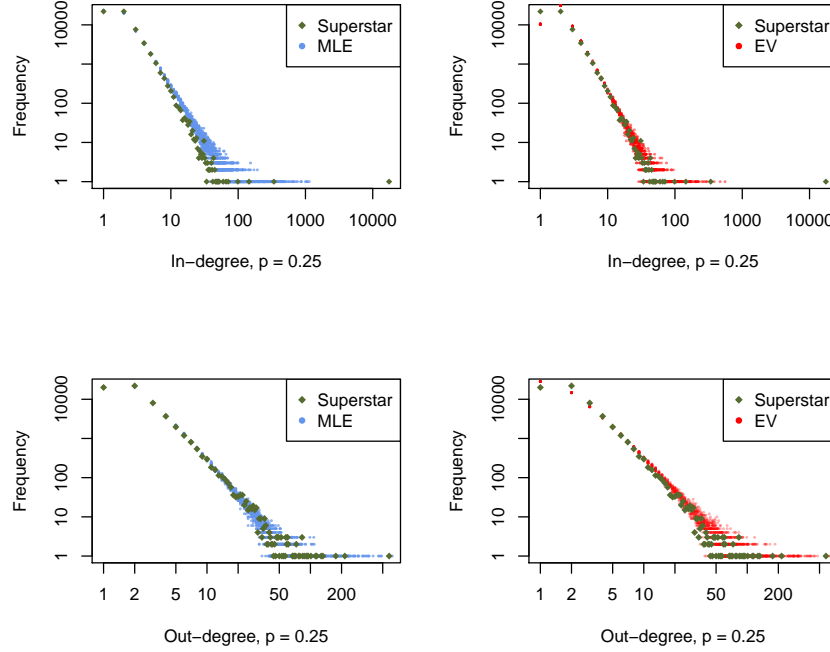 Superstar
MLE
Frequency
10000
100
10
1
1 10 100 1000 10000
In−degree, p = 0.25
Superstar
EV
Frequency
10000
100
10
1
1 10 100 1000 10000
In−degree, p = 0.25
Superstar
MLE
Frequency
10000
100
10
1
1 2 5 10 50 200
Out−degree, p = 0.25
Superstar
EV
Frequency
10000
100
10
1
1 2 5 10 50 200
Out−degree, p = 0.25